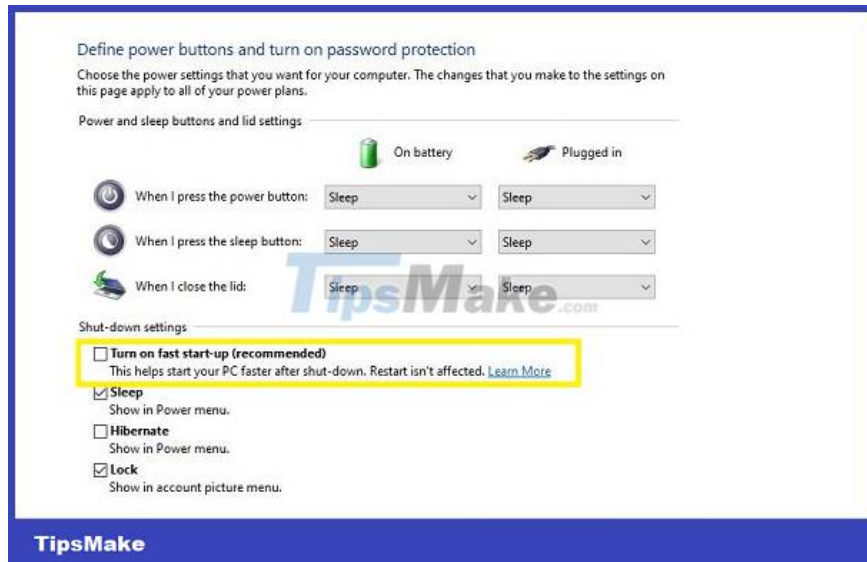 Define power buttons and turn on password protection
Choose the power settings that you want for your computer. The changes that you make to the settings on
this page apply to all of your power plans.
Power and sleep buttons and lid settings
On battery Plugged in
When I press the power button: Sleep Sleep
When I press the sleep button: Sleep Sleep
When I close the lid: Sleep Sleep
TipsMake.com
Shut-down settings
Turn on fast start-up (recommended)
This helps start your PC faster after shut-down. Restart isn't affected. Learn More
Sleep
Show in Power menu.
Hibernate
Show in Power menu.
Lock
Show in account picture menu.
TipsMake